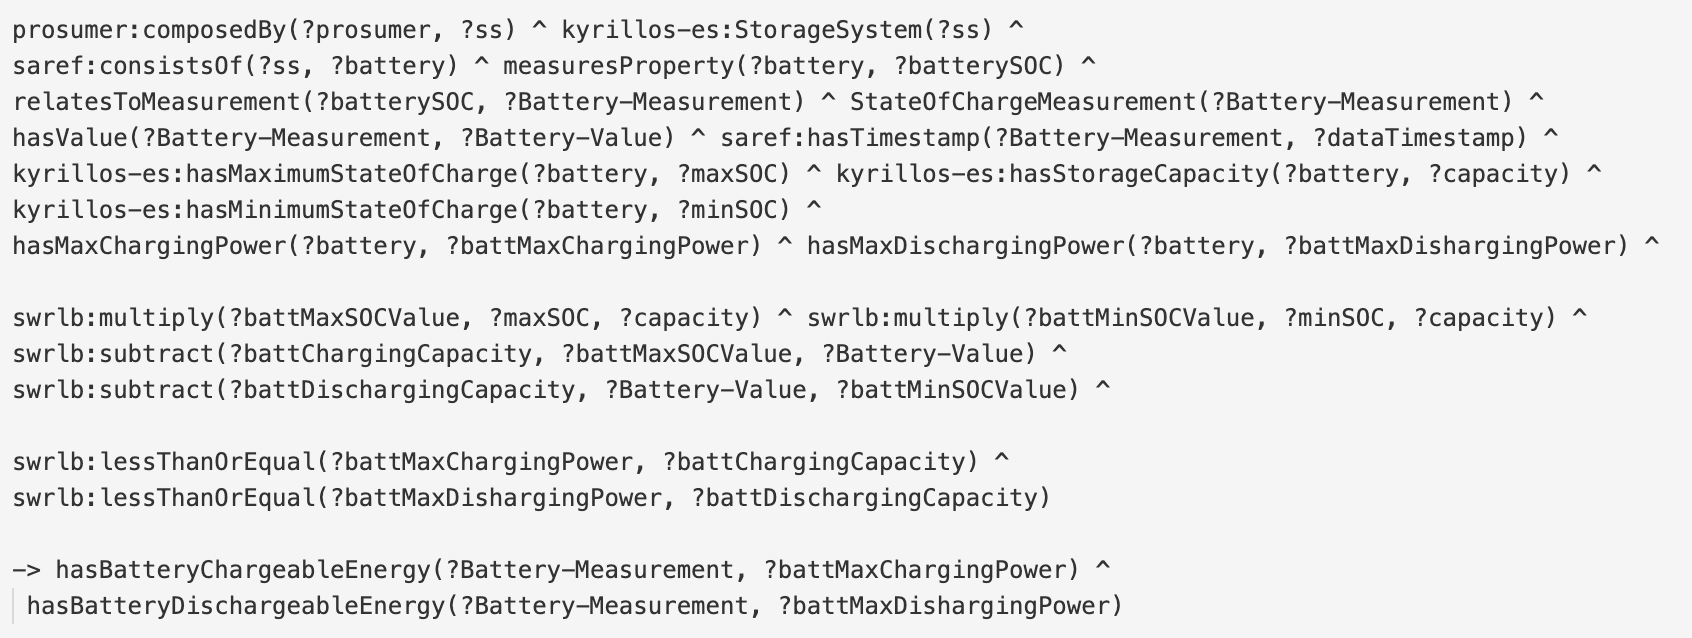 prosumer:composedBy(?prosumer, ?ss) ^ kyrillos-es:StorageSystem(?ss) ^
saref:consistsOf(?ss, ?battery) ^ measuresProperty(?battery, ?batterySOC) ^
relatesToMeasurement(?batterySOC, ?Battery-Measurement) ^ StateOfChargeMeasurement(?Battery-Measurement) ^
hasValue(?Battery-Measurement, ?Battery-Value) ^ saref:hasTimestamp(?Battery-Measurement, ?dataTimestamp) ^
kyrillos-es:hasMaximumStateOfCharge(?battery, ?maxSOC) ^ kyrillos-es:hasStorageCapacity(?battery, ?capacity) ^
kyrillos-es:hasMinimumStateOfCharge(?battery, ?minSOC) ^
hasMaxChargingPower(?battery, ?battMaxChargingPower) ^ hasMaxDischargingPower(?battery, ?battMaxDishargingPower) ^

swrlb:multiply(?battMaxSOCValue, ?maxSOC, ?capacity) ^ swrlb:multiply(?battMinSOCValue, ?minSOC, ?capacity) ^
swrlb:subtract(?battChargingCapacity, ?battMaxSOCValue, ?Battery-Value) ^
swrlb:subtract(?battDischargingCapacity, ?Battery-Value, ?battMinSOCValue) ^

swrlb:lessThanOrEqual(?battMaxChargingPower, ?battChargingCapacity) ^
swrlb:lessThanOrEqual(?battMaxDishargingPower, ?battDischargingCapacity)

-> hasBatteryChargeableEnergy(?Battery-Measurement, ?battMaxChargingPower) ^
hasBatteryDischargeableEnergy(?Battery-Measurement, ?battMaxDishargingPower)